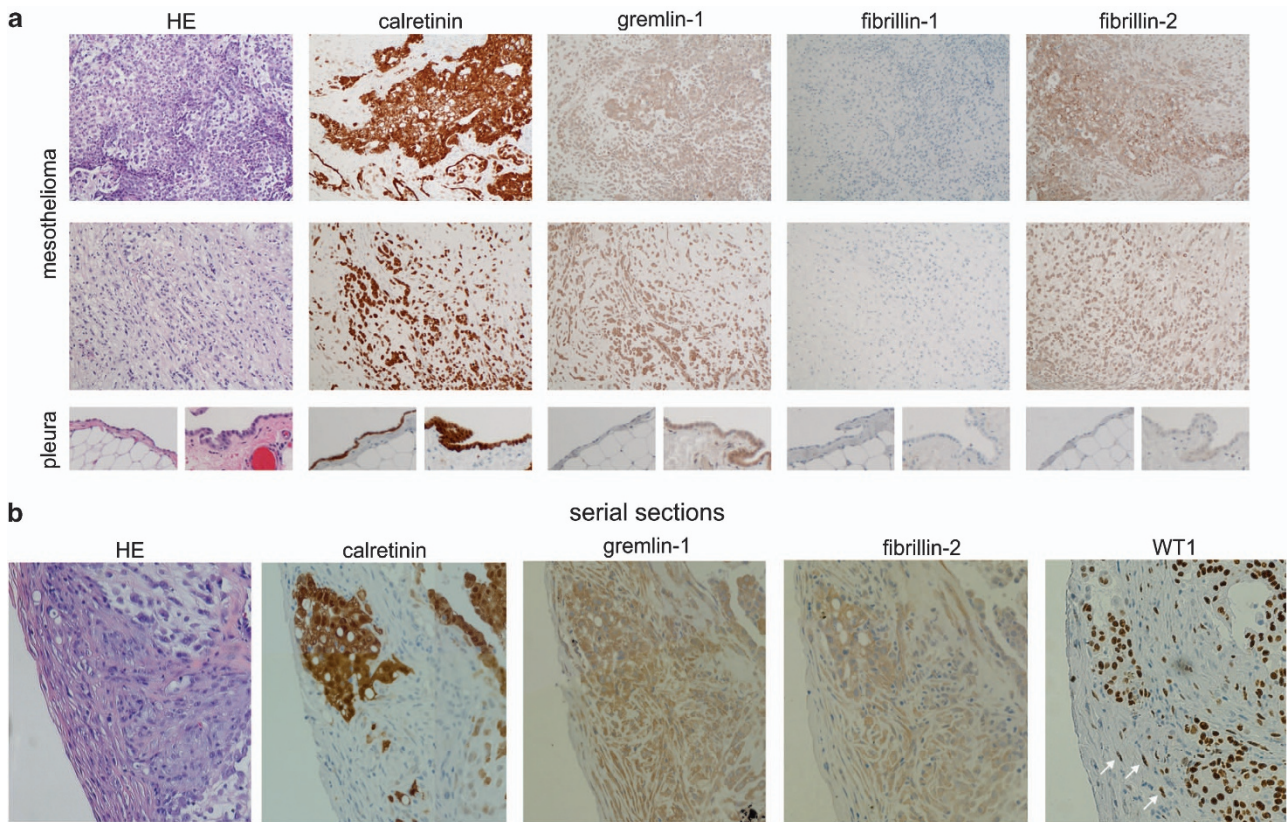 a
HE calretinin gremlin-1 fibrillin-1 fibrillin-2
mesothelioma
pleura
b
serial sections
HE calretinin gremlin-1 fibrillin-2 WT1